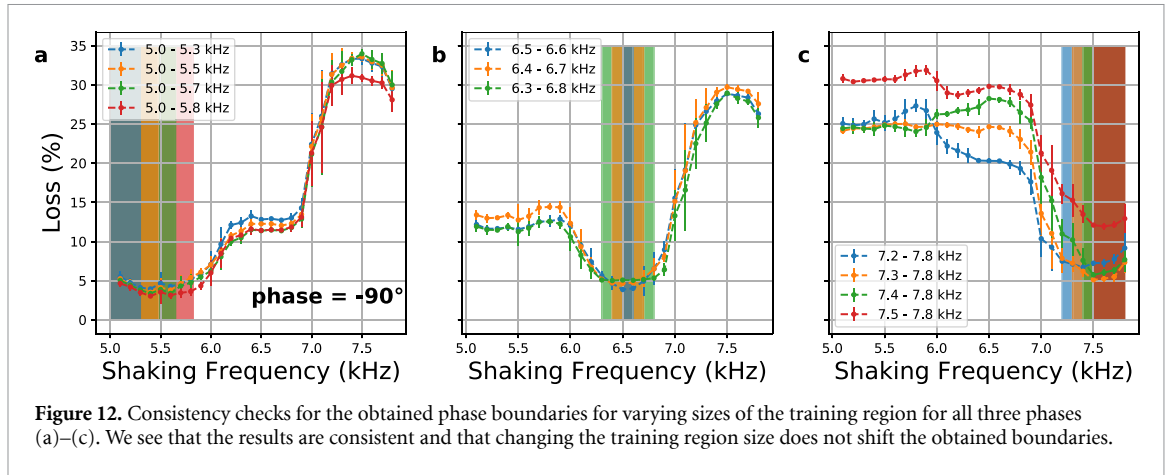 a
5.0 - 5.3 kHz
5.0 - 5.5 kHz
5.0 - 5.7 kHz
5.0 - 5.8 kHz
phase = -90°
35
30
25
20
15
10
5
0
Loss (%)
5.0 5.5 6.0 6.5 7.0 7.5
Shaking Frequency (kHz)
b
6.5 - 6.6 kHz
6.4 - 6.7 kHz
6.3 - 6.8 kHz
5.0 5.5 6.0 6.5 7.0 7.5
Shaking Frequency (kHz)
c
7.2 - 7.8 kHz
7.3 - 7.8 kHz
7.4 - 7.8 kHz
7.5 - 7.8 kHz
5.0 5.5 6.0 6.5 7.0 7.5
Shaking Frequency (kHz)
Figure 12. Consistency checks for the obtained phase boundaries for varying sizes of the training region for all three phases
(a)–(c). We see that the results are consistent and that changing the training region size does not shift the obtained boundaries.